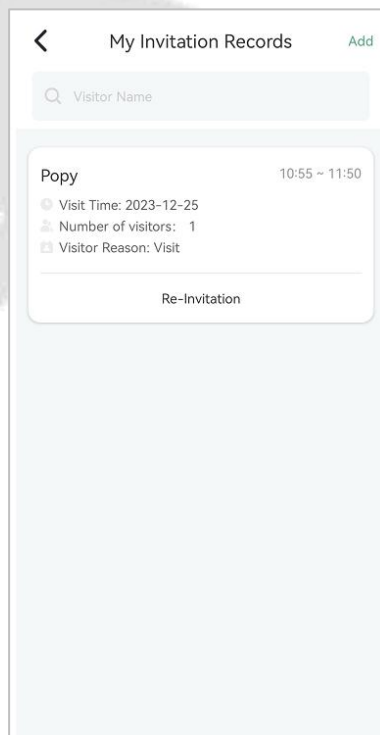 My Invitation Records Add
Visitor Name
Popy 10:55 ~ 11:50
Visit Time: 2023-12-25
Number of visitors: 1
Visitor Reason: Visit
Re-Invitation